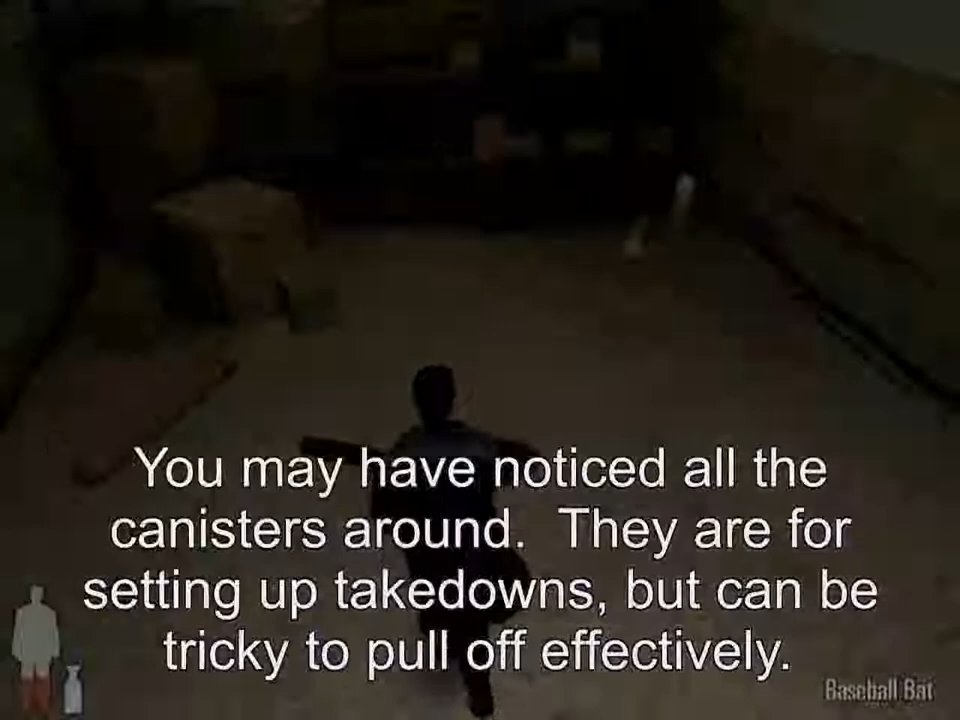 You may have noticed all the
canisters around.  They are for
setting up takedowns, but can be
tricky to pull off effectively.
Baseball Bat